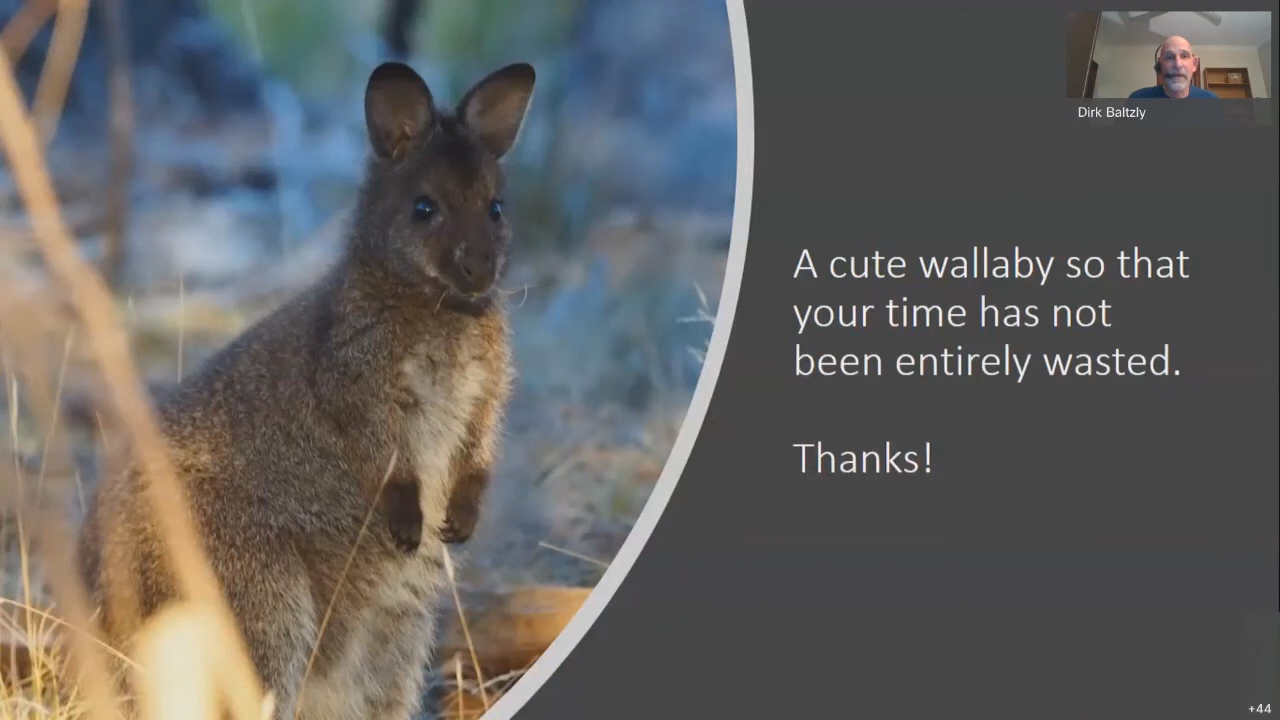 Dirk Baltzly
A cute wallaby so that
your time has not
been entirely wasted.
Thanks!
+44